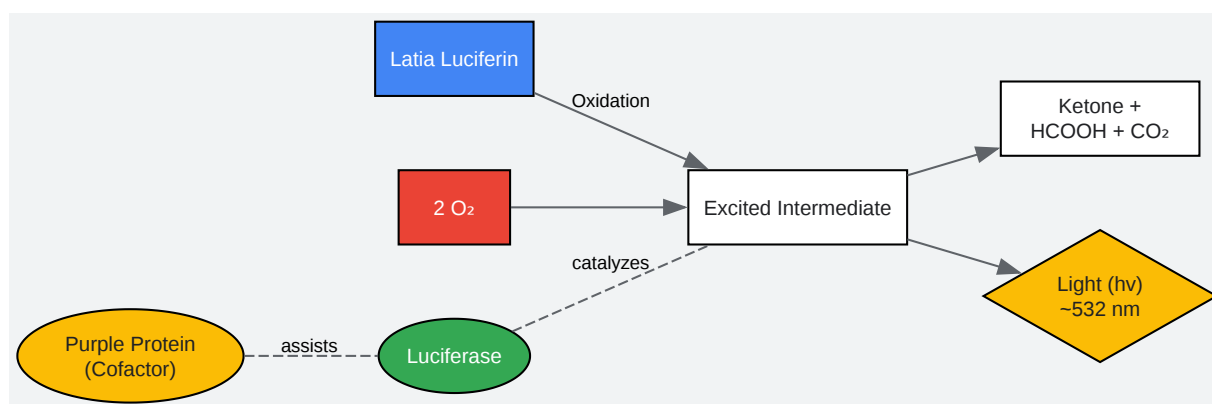 Latia Luciferin
Oxidation
Ketone +
HCOOH + CO₂
2 O₂
Excited Intermediate
catalyzes
Light (hv)
~532 nm
Purple Protein
(Cofactor)
assists
Luciferase